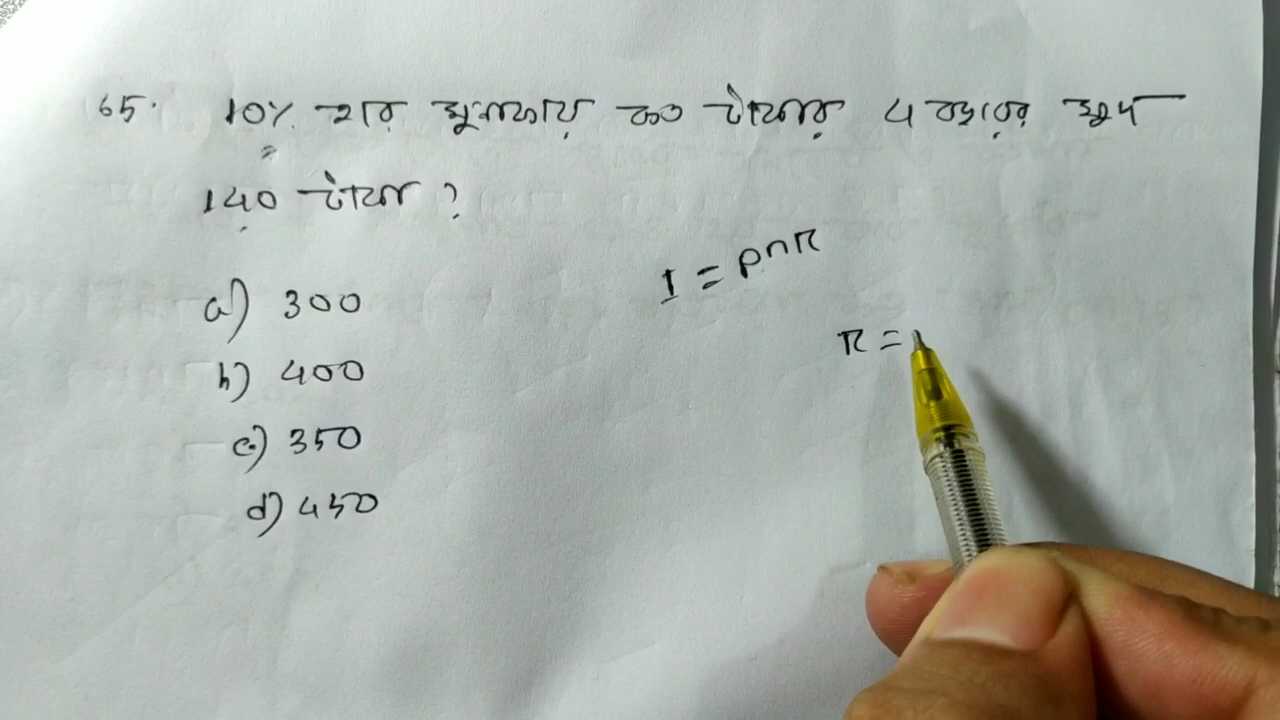 65. 10% হার মুনাফায় কত টাকার 4 বছরের সুদ
140 টাকা ?
a) 300
b) 400
c) 350
d) 450
I = pnr
r =